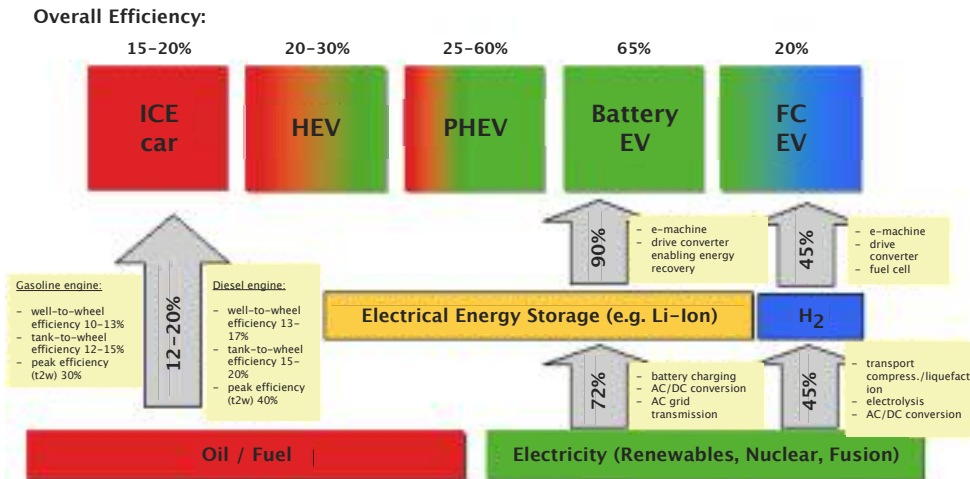 Overall Efficiency:
15-20%
20-30%
25-60%
65%
20%
ICE
car
HEV
PHEV
Battery
EV
FC
EV
90%
- e-machine
- drive converter
enabling energy
recovery
45%
- e-machine
- drive
converter
- fuel cell
Gasoline engine:
- well-to-wheel
efficiency 10-13%
- tank-to-wheel
efficiency 12-15%
- peak efficiency
(t2w) 30%
12-20%
Diesel engine:
- well-to-wheel
efficiency 13-
17%
- tank-to-wheel
efficiency 15-
20%
- peak efficiency
(t2w) 40%
Electrical Energy Storage (e.g. Li-Ion)
H2
72%
- battery charging
- AC/DC conversion
- AC grid
transmission
45%
- transport
compress./liquefact
ion
- electrolysis
- AC/DC conversion
Oil / Fuel
Electricity (Renewables, Nuclear, Fusion)